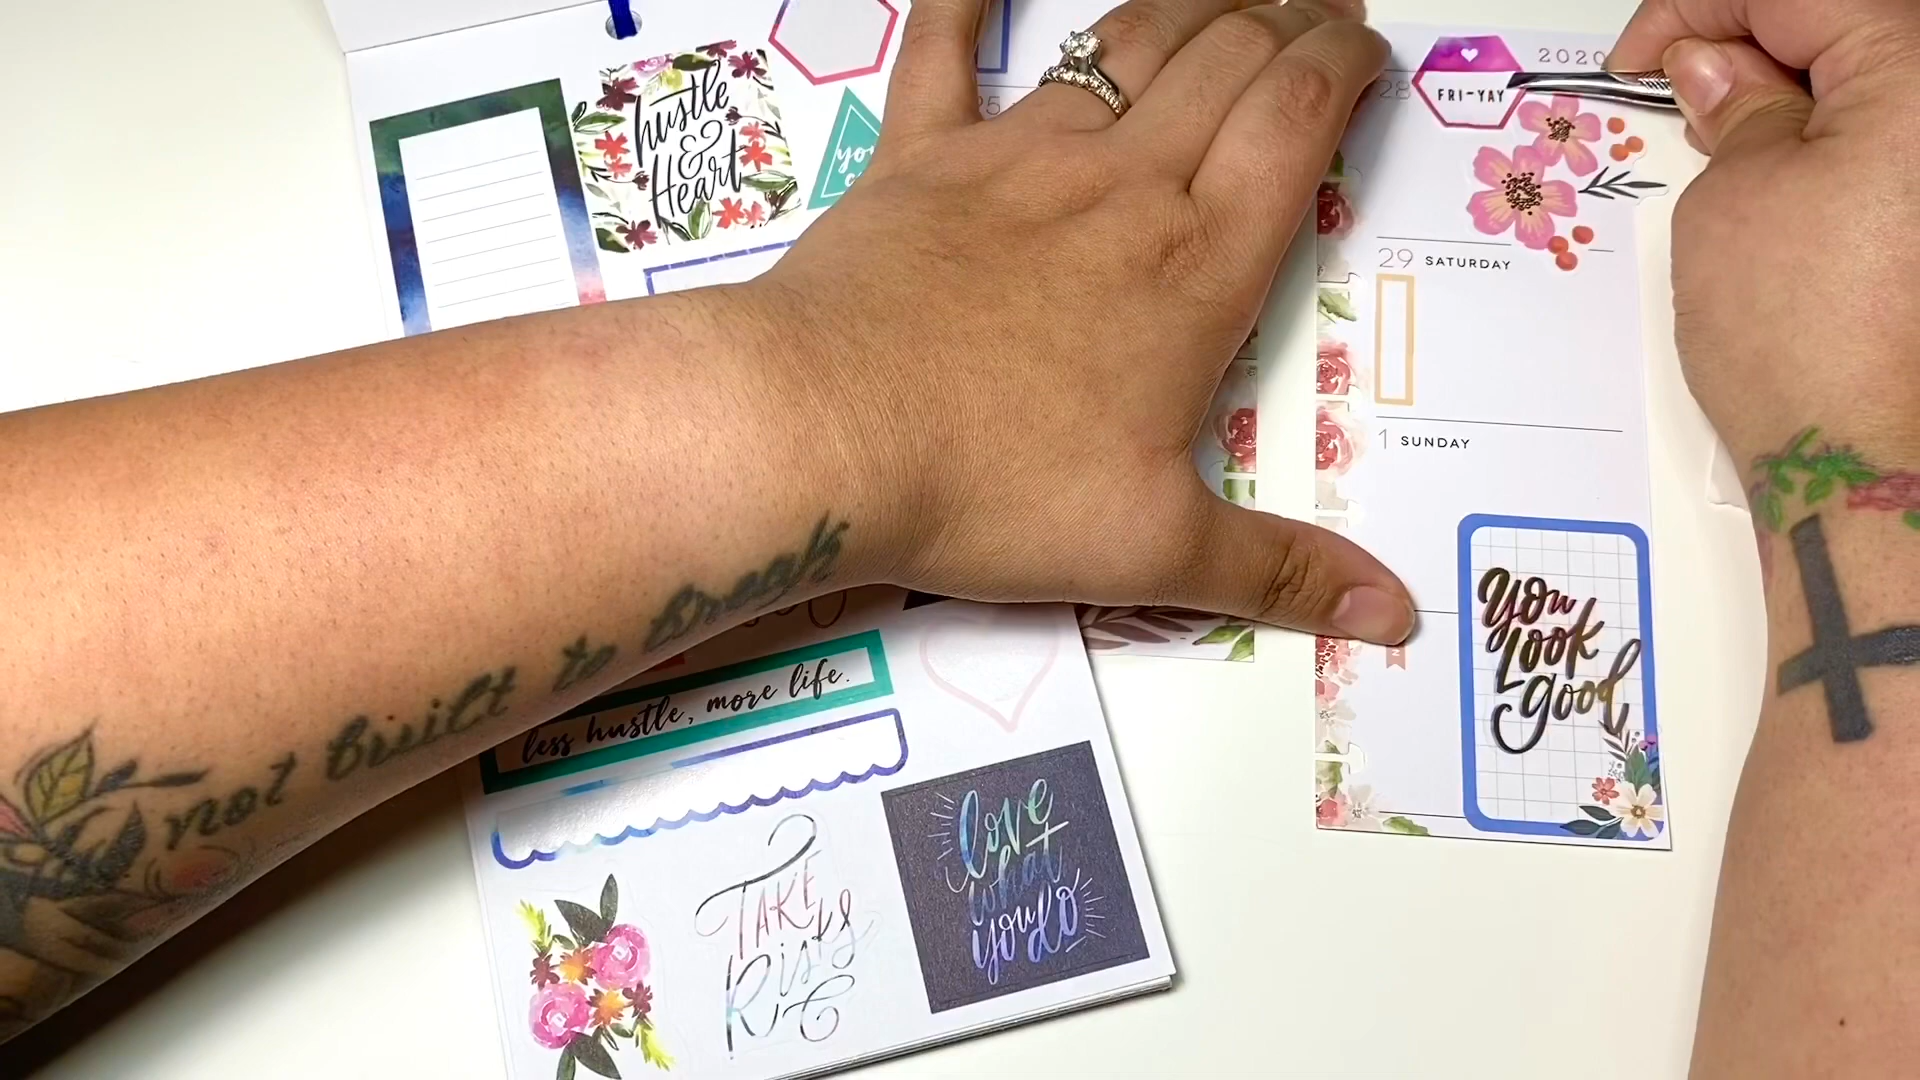 hustle
&
Heart
you
25
2020
28
FRI-YAY
29 SATURDAY
1 SUNDAY
You
Look
good
not built to break
less hustle, more life.
TAKE
Risks
love
what
you do